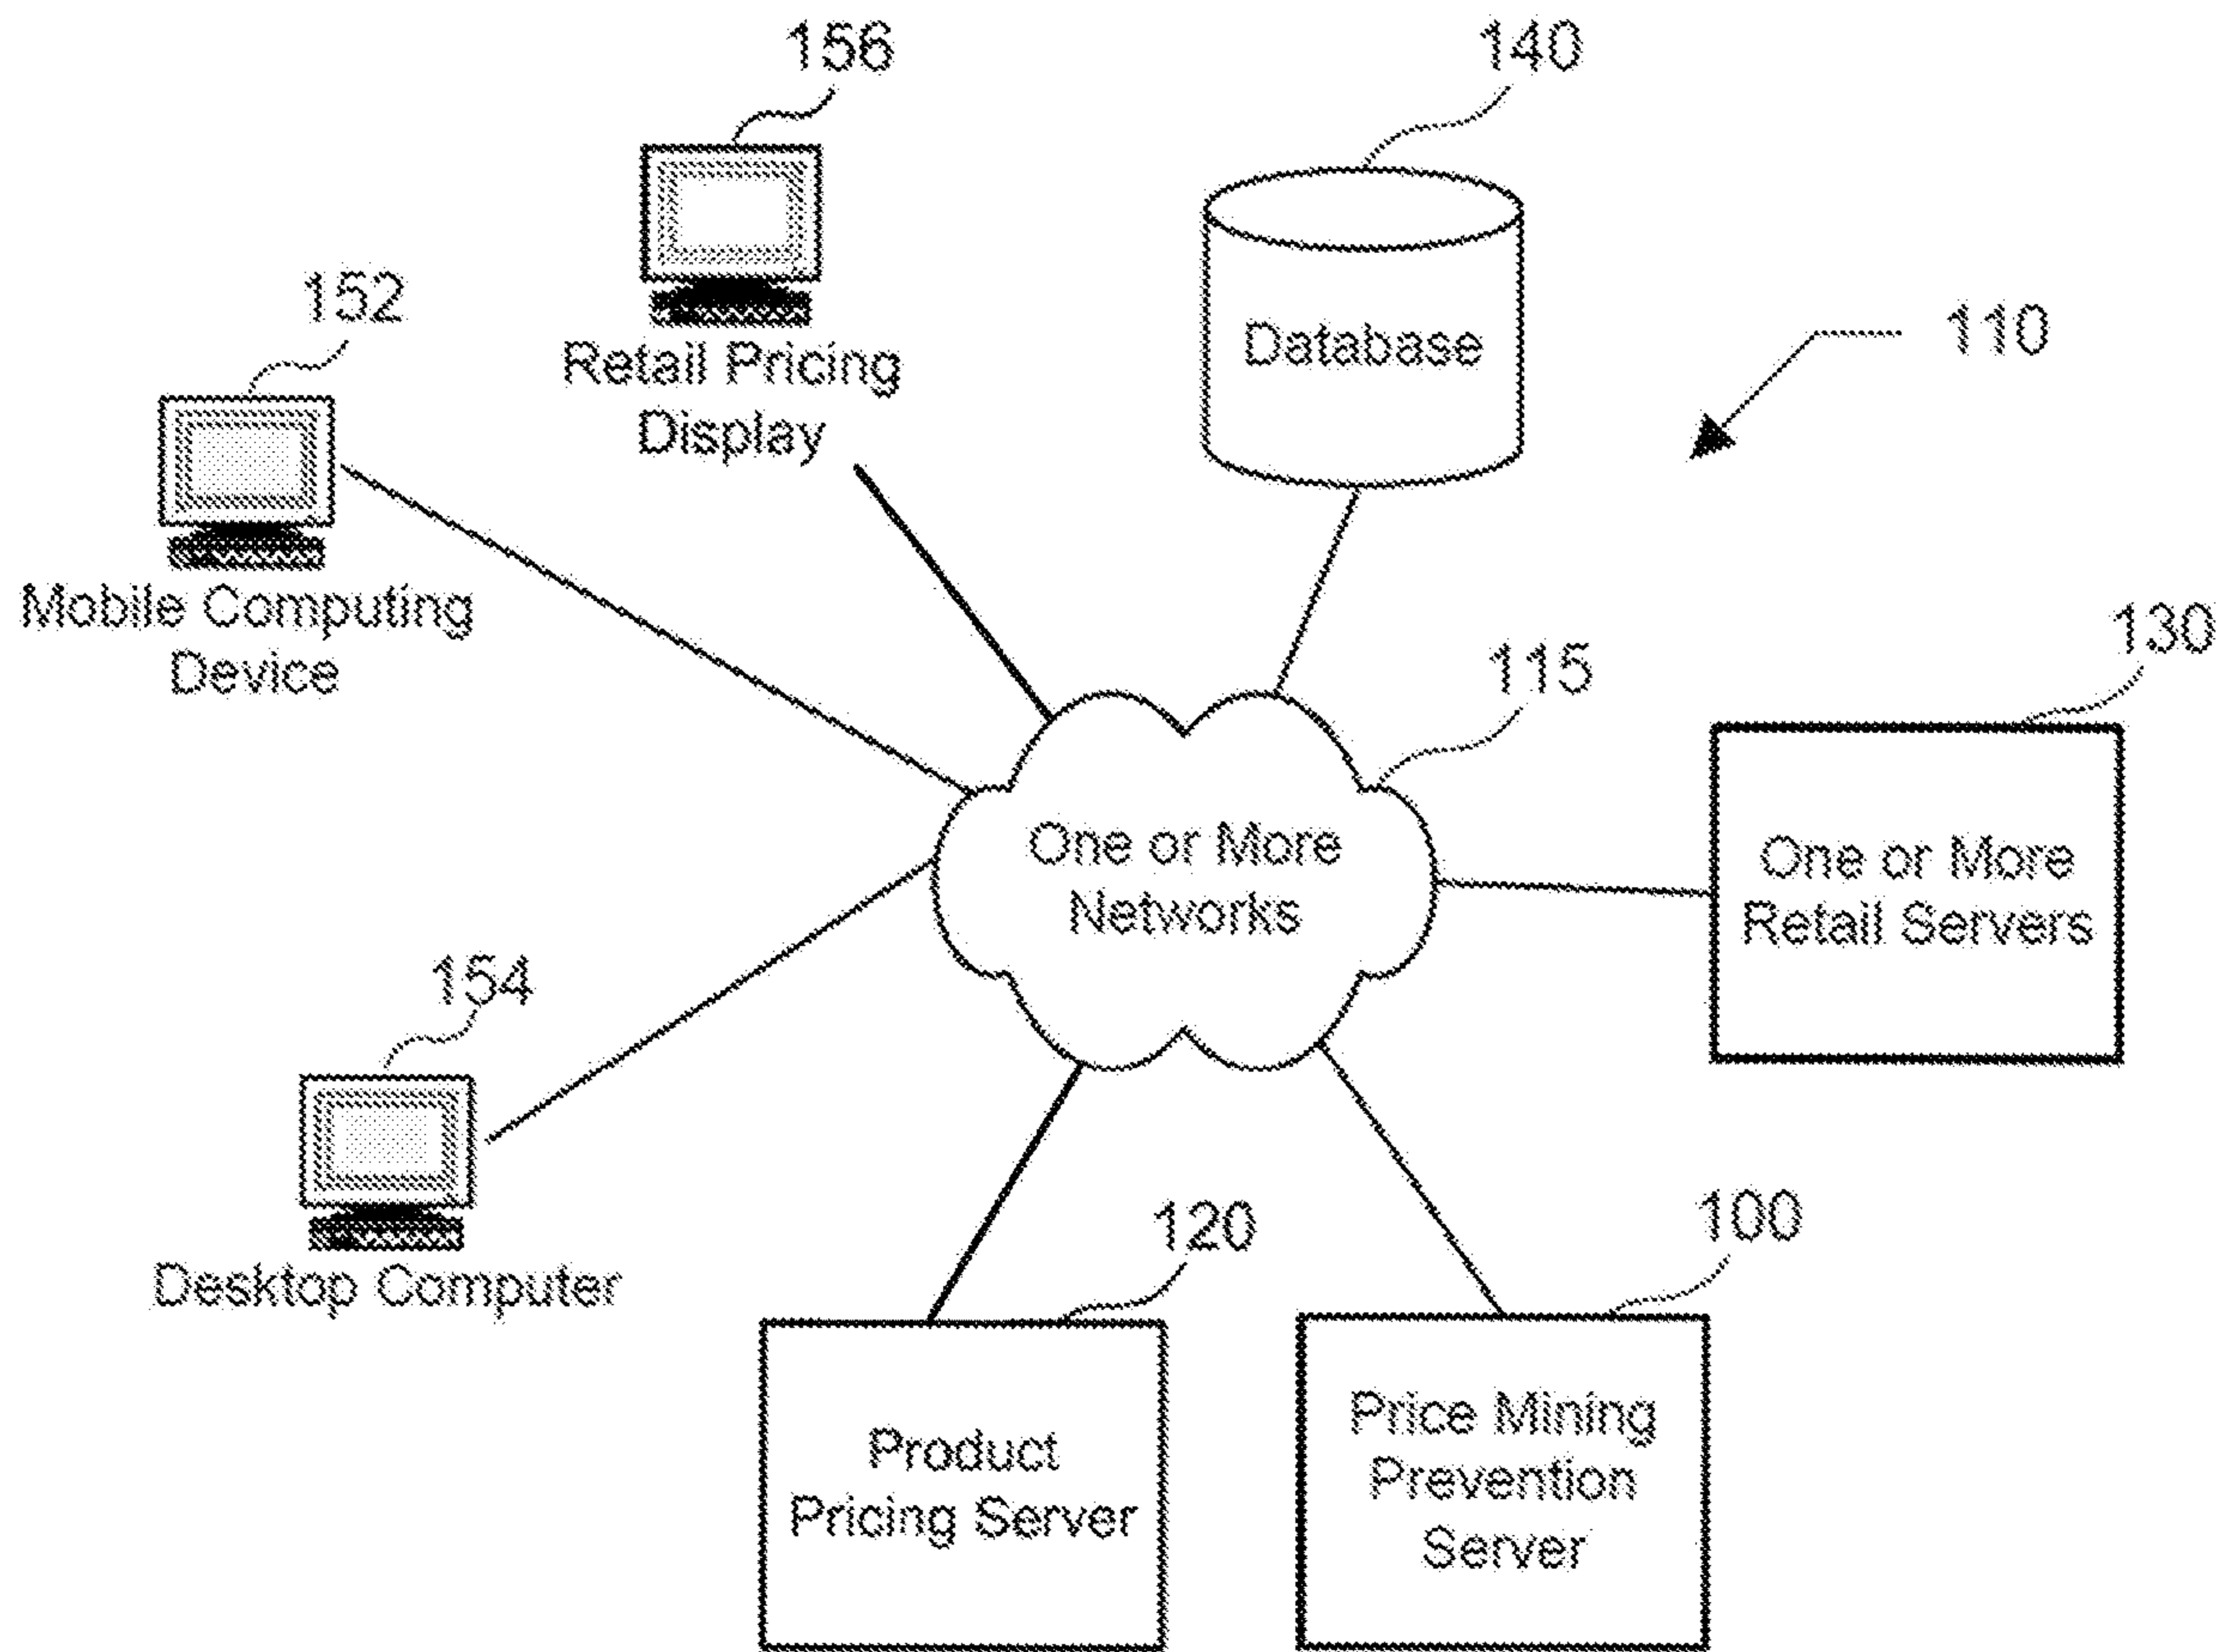 156
140
152
Retail Pricing
Display
Database
110
Mobile Computing
Device
115
130
One or More
Networks
One or More
Retail Servers
154
Desktop Computer
120
100
Product
Pricing Server
Price Mining
Prevention
Server